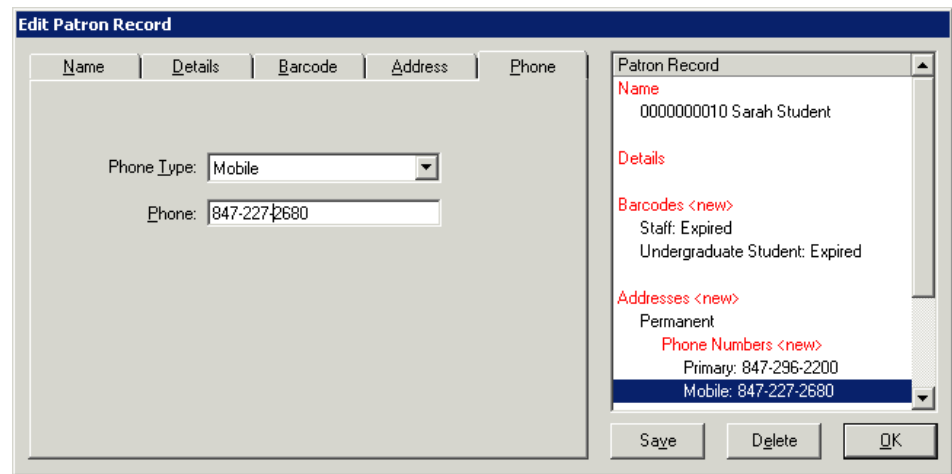 Edit Patron Record
Name Details Barcode Address Phone
Phone Type: Mobile
Phone: 847-227-2680
Patron Record
Name
0000000010 Sarah Student
Details
Barcodes <new>
Staff: Expired
Undergraduate Student: Expired
Addresses <new>
Permanent
Phone Numbers <new>
Primary: 847-296-2200
Mobile: 847-227-2680
Save Delete OK